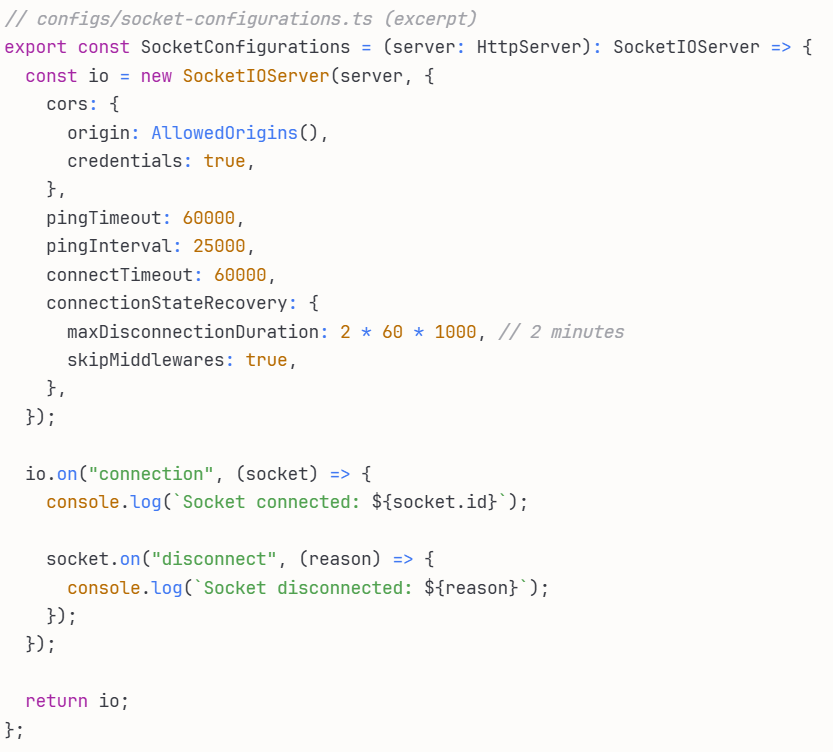 // configs/socket-configurations.ts (excerpt)
export const SocketConfigurations = (server: HttpServer): SocketIOServer => {
  const io = new SocketIOServer(server, {
    cors: {
      origin: AllowedOrigins(),
      credentials: true,
    },
    pingTimeout: 60000,
    pingInterval: 25000,
    connectTimeout: 60000,
    connectionStateRecovery: {
      maxDisconnectionDuration: 2 * 60 * 1000, // 2 minutes
      skipMiddlewares: true,
    },
  });

  io.on("connection", (socket) => {
    console.log(`Socket connected: ${socket.id}`);

    socket.on("disconnect", (reason) => {
      console.log(`Socket disconnected: ${reason}`);
    });
  });

  return io;
};